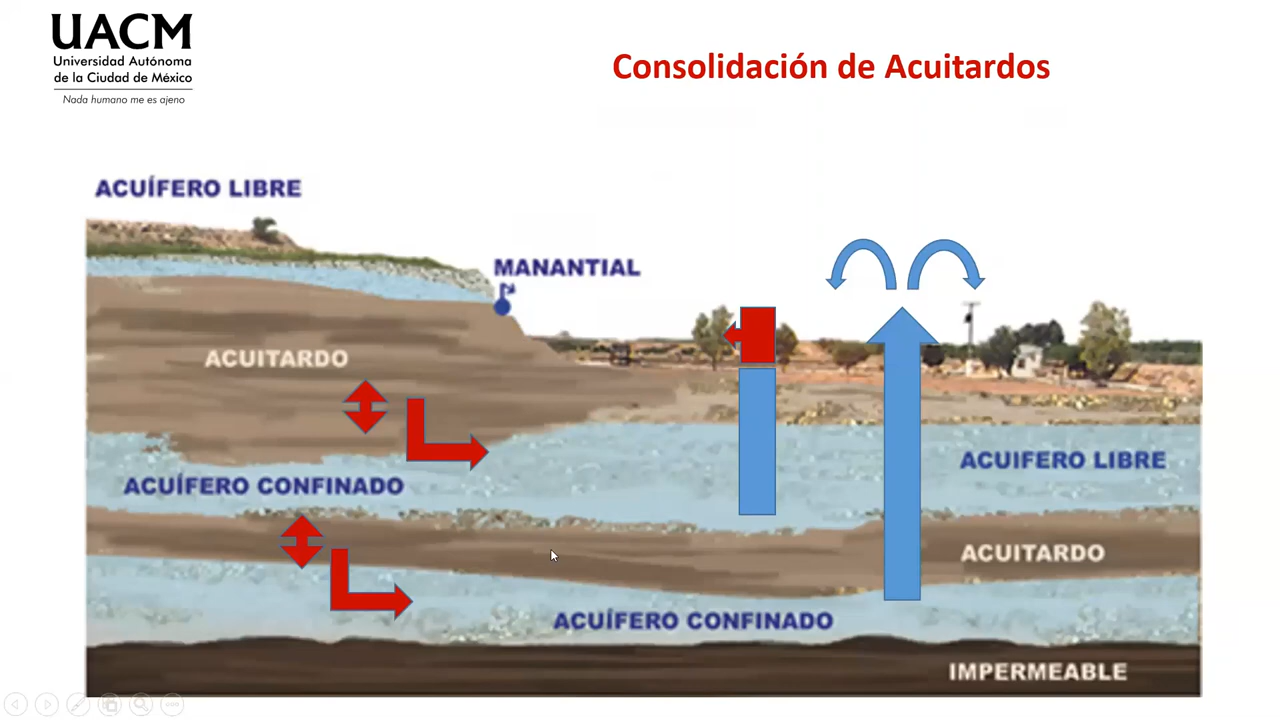 UACM
Universidad Autónoma
de la Ciudad de México
Nada humano me es ajeno
Consolidación de Acuitardos
ACUÍFERO LIBRE
MANANTIAL
ACUITARDO
ACUIFERO LIBRE
ACUÍFERO CONFINADO
ACUITARDO
ACUÍFERO CONFINADO
IMPERMEABLE